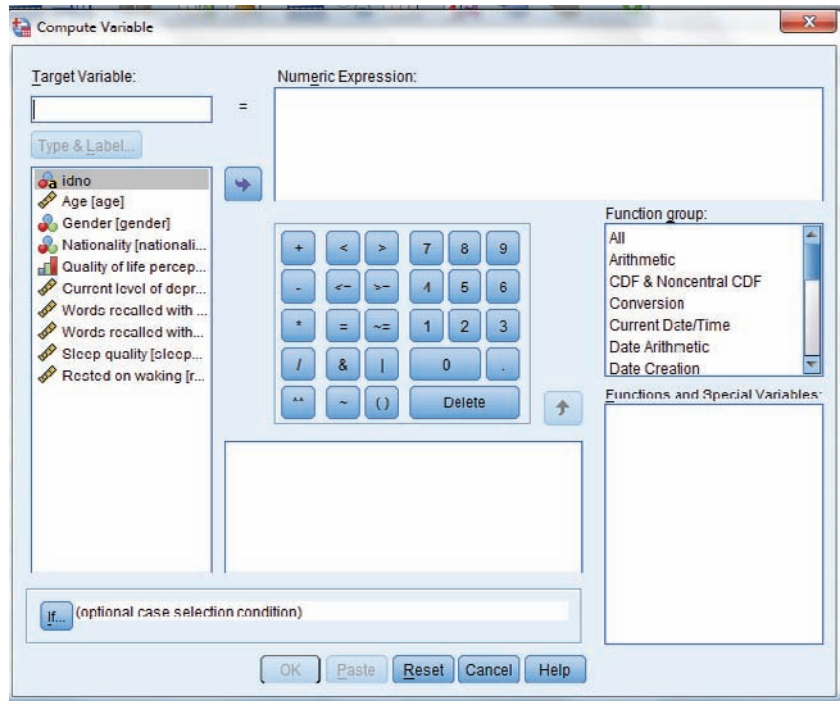 Compute Variable
Target Variable:
Numeric Expression:
=
Type & Label...
idno
Age [age]
Gender [gender]
Nationality [nationali...
Quality of life percep...
Current level of depr...
Words recalled with ...
Words recalled with...
Sleep quality [sleep...
Rested on waking [r...
+ < > 7 8 9
- <= >= 4 5 6
* = ~= 1 2 3
/ & | 0 .
** ~ ( ) Delete
Function group:
All
Arithmetic
CDF & Noncentral CDF
Conversion
Current Date/Time
Date Arithmetic
Date Creation
Functions and Special Variables:
If... (optional case selection condition)
OK Paste Reset Cancel Help